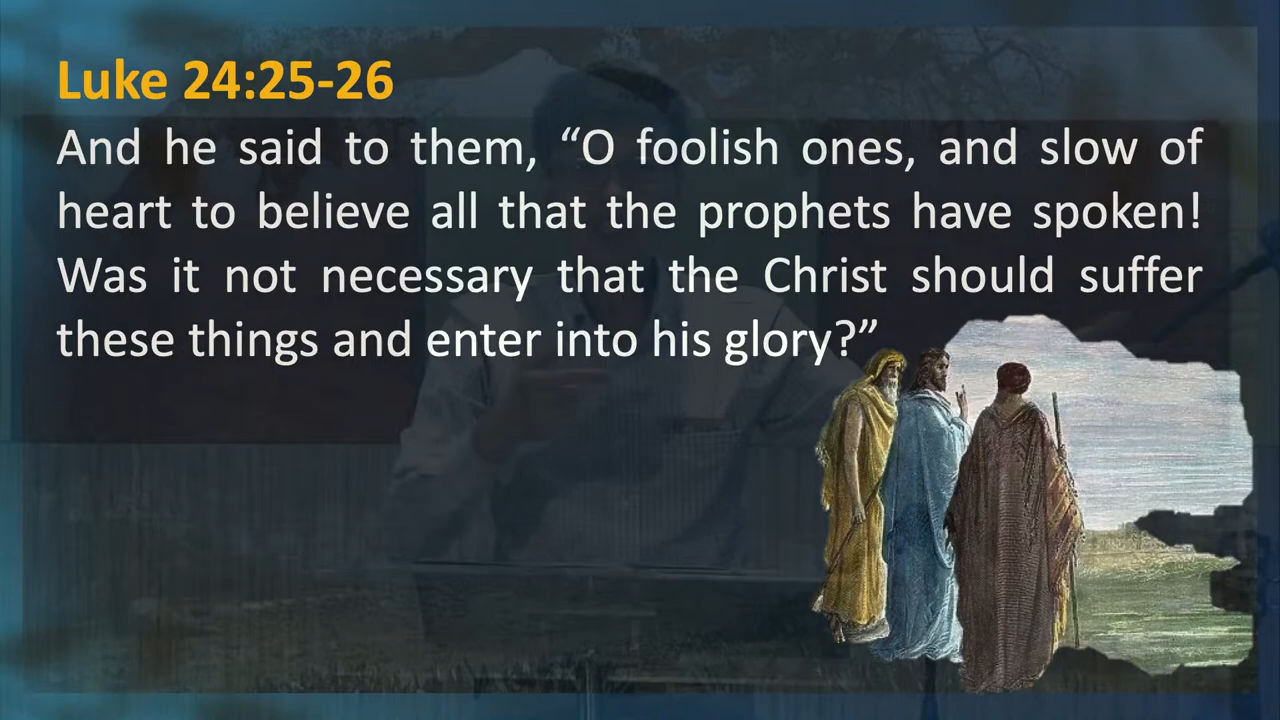 Luke 24:25-26
And he said to them, “O foolish ones, and slow of
heart to believe all that the prophets have spoken!
Was it not necessary that the Christ should suffer
these things and enter into his glory?”